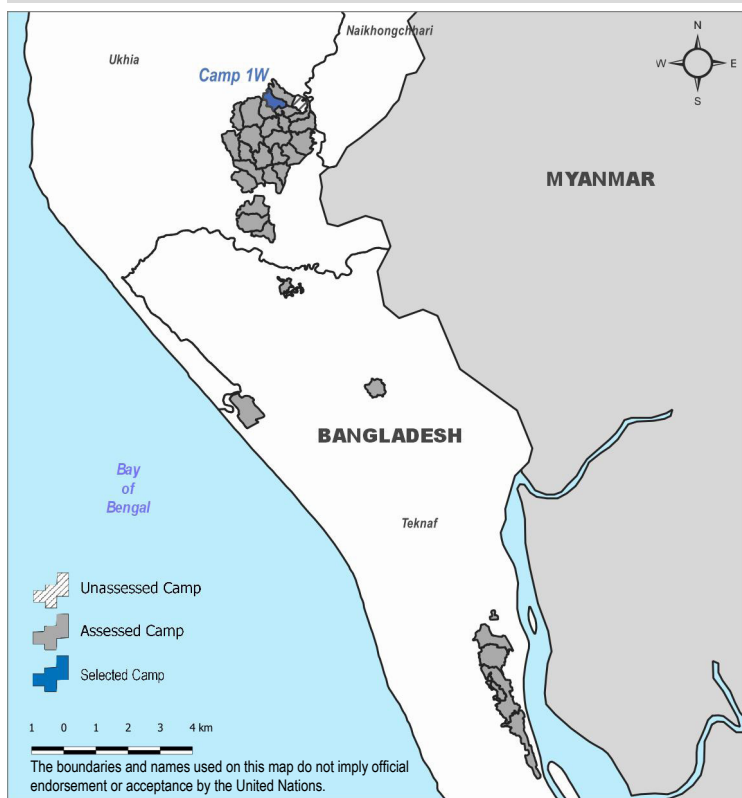 Naikhongchhari
Ukhia
Camp 1W
N
W
E
S
MYANMAR
BANGLADESH
Bay
of
Bengal
Teknaf
Unassessed Camp
Assessed Camp
Selected Camp
1 0 1 2 3 4 km
The boundaries and names used on this map do not imply official
endorsement or acceptance by the United Nations.